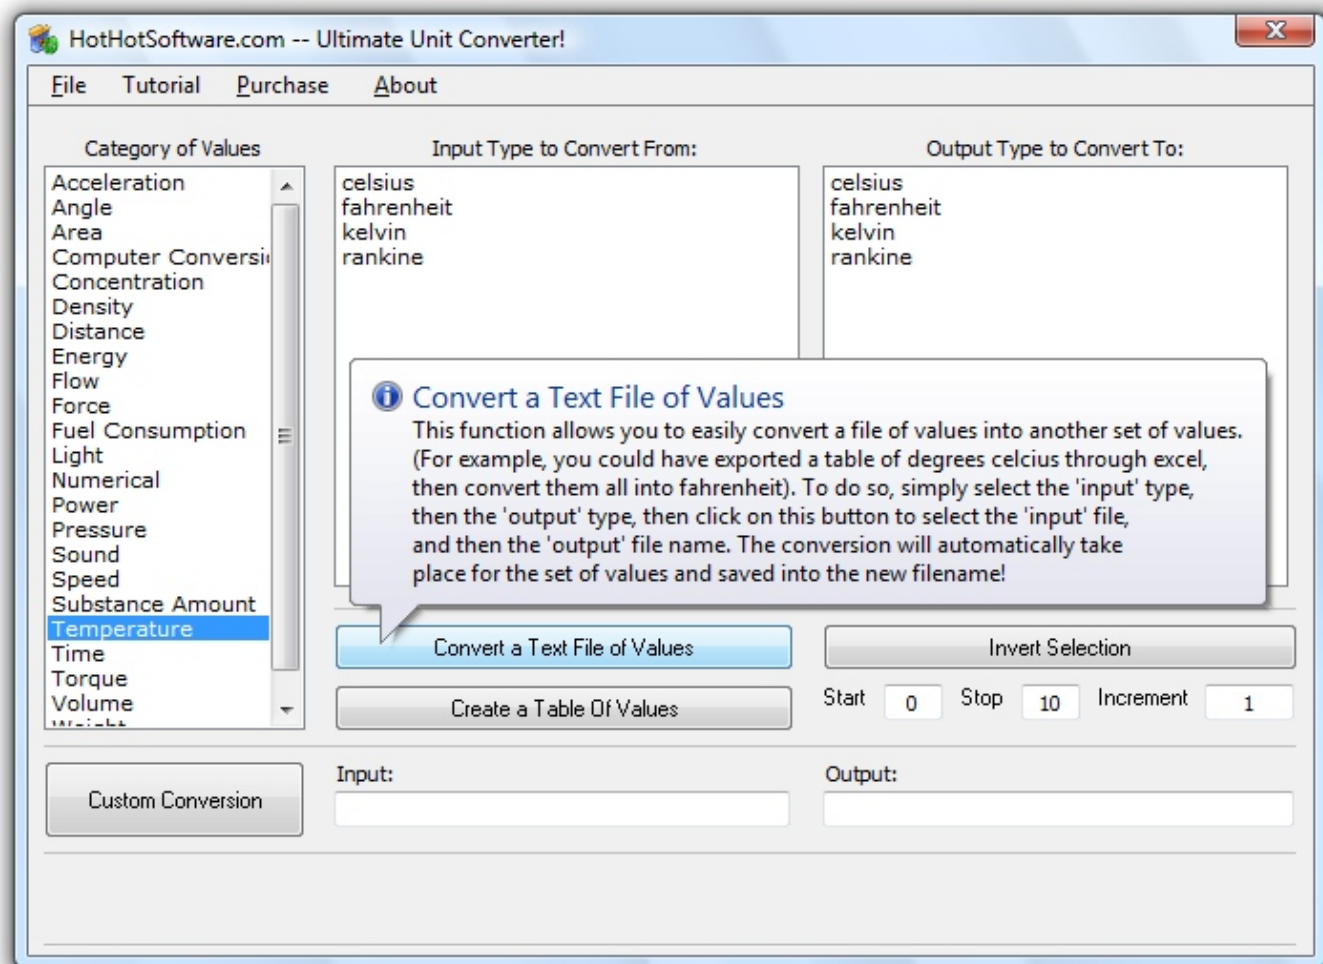 HotHotSoftware.com -- Ultimate Unit Converter!
File Tutorial Purchase About
Category of Values
Acceleration
Angle
Area
Computer Conversi
Concentration
Density
Distance
Energy
Flow
Force
Fuel Consumption
Light
Numerical
Power
Pressure
Sound
Speed
Substance Amount
Temperature
Time
Torque
Volume
Weight
Input Type to Convert From:
celsius
fahrenheit
kelvin
rankine
Output Type to Convert To:
celsius
fahrenheit
kelvin
rankine
Convert a Text File of Values
This function allows you to easily convert a file of values into another set of values.
(For example, you could have exported a table of degrees celcius through excel,
then convert them all into fahrenheit). To do so, simply select the 'input' type,
then the 'output' type, then click on this button to select the 'input' file,
and then the 'output' file name. The conversion will automatically take
place for the set of values and saved into the new filename!
Convert a Text File of Values
Invert Selection
Create a Table Of Values
Start 0 Stop 10 Increment 1
Custom Conversion
Input:
Output: